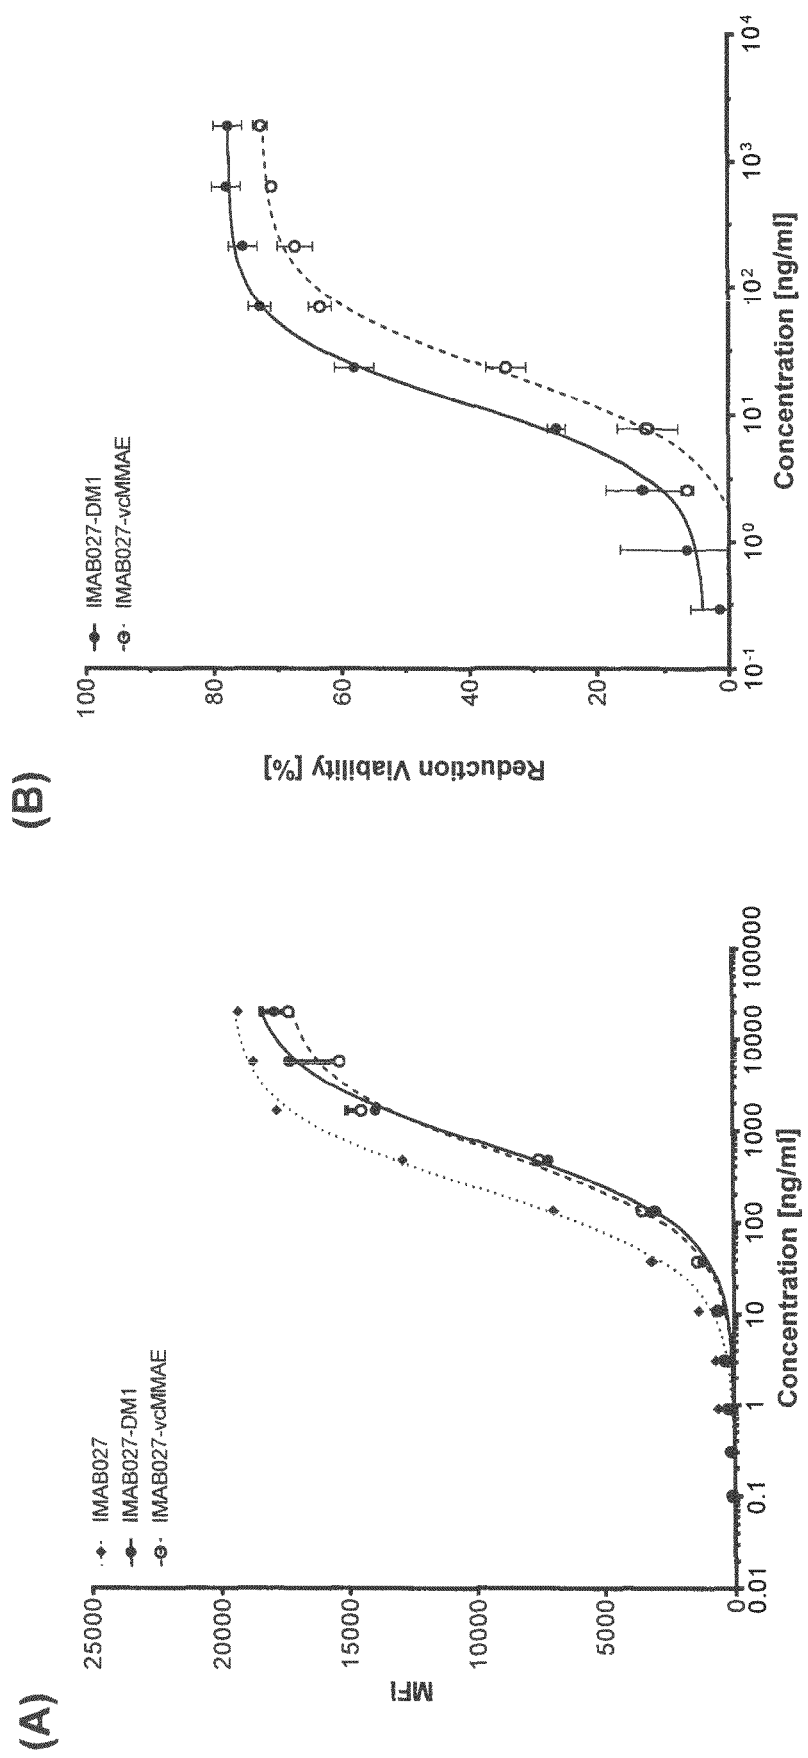 (A)
IMAB027
IMAB027-DM1
IMAB027-vcMMAE
MFI
25000
20000
15000
10000
5000
0
0.01 0.1 1 10 100 1000 10000 100000
Concentration [ng/ml]
(B)
IMAB027-DM1
IMAB027-vcMMAE
Reduction Viability [%]
100
80
60
40
20
0
10-1 100 101 102 103 104
Concentration [ng/ml]